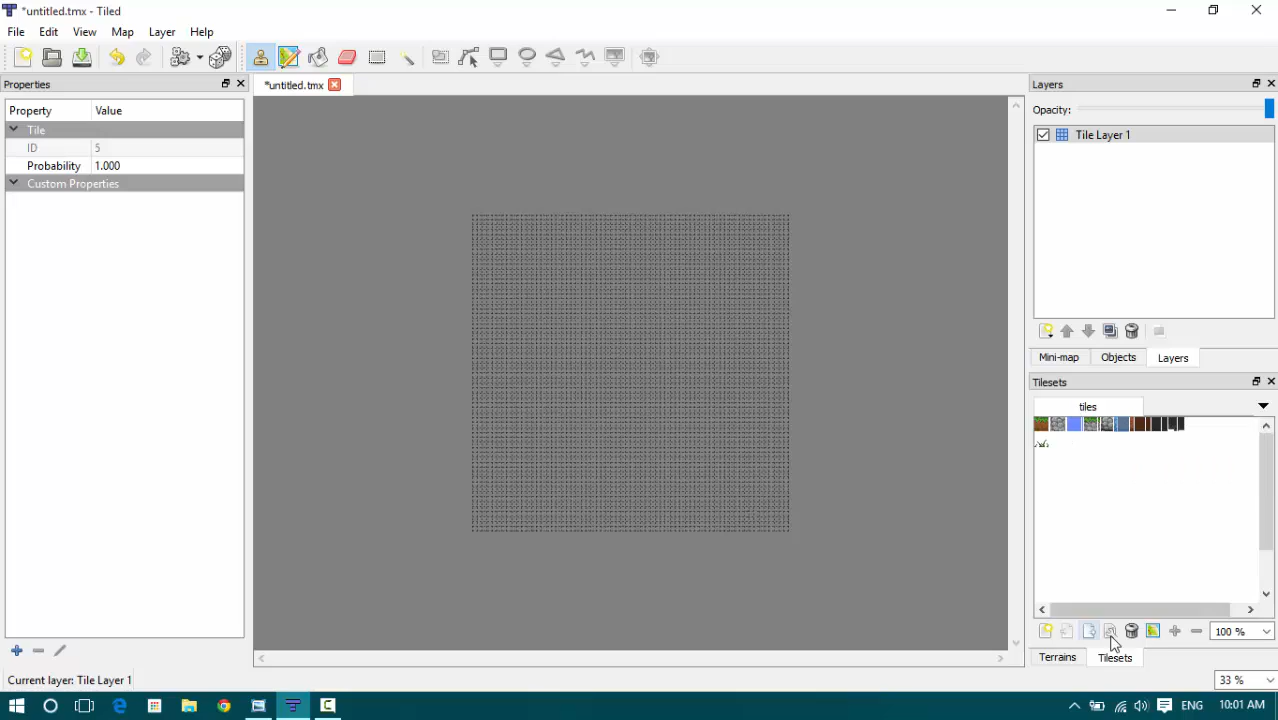 *untitled.tmx - Tiled
File Edit View Map Layer Help
Properties
*untitled.tmx
Layers
Property Value
Tile
ID 5
Probability 1.000
Custom Properties
Opacity:
Tile Layer 1
Mini-map Objects Layers
Tilesets
tiles
100 %
Terrains Tilesets
Current layer: Tile Layer 1
33 %
ENG 10:01 AM